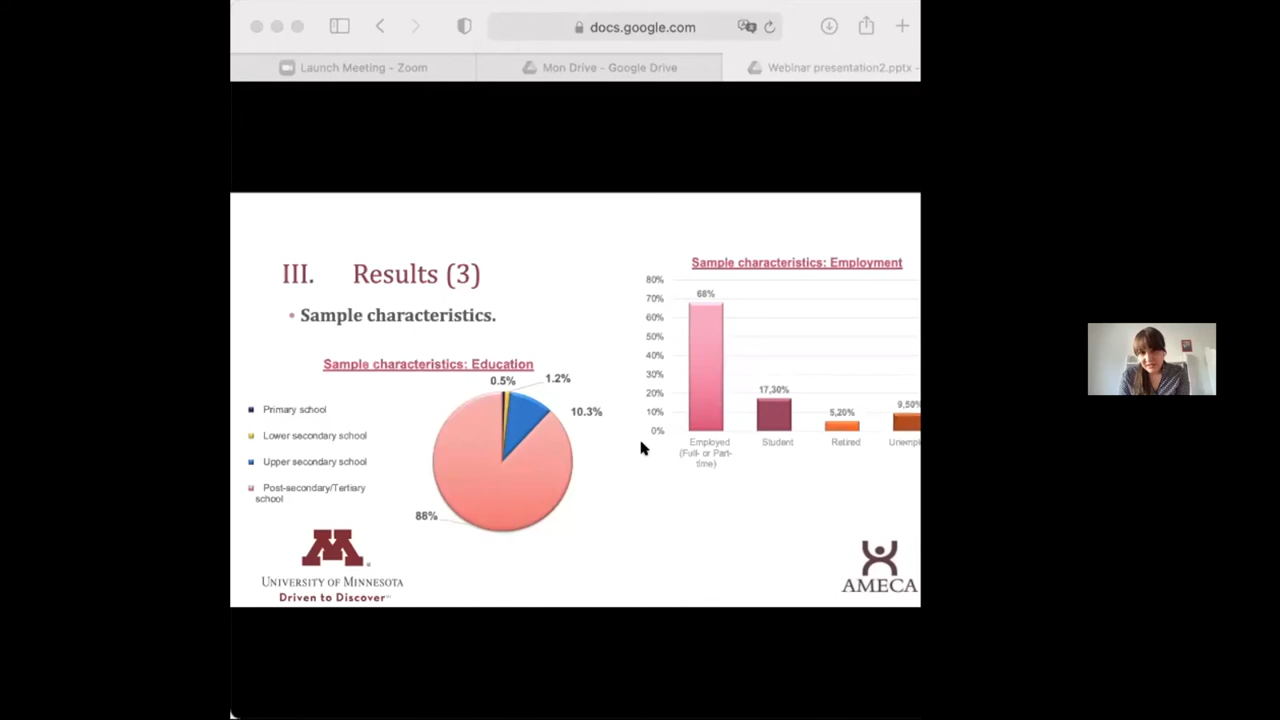 docs.google.com
Launch Meeting - Zoom
Mon Drive - Google Drive
Webinar presentation2.pptx -
III. Results (3)
• Sample characteristics.
Sample characteristics: Education
0.5%
1.2%
10.3%
88%
Primary school
Lower secondary school
Upper secondary school
Post-secondary/Tertiary
school
Sample characteristics: Employment
80%
70%
60%
50%
40%
30%
20%
10%
0%
68%
17,30%
5,20%
9,50%
Employed
(Full- or Part-
time)
Student
Retired
Unempl
M
UNIVERSITY OF MINNESOTA
Driven to Discover
AMECA